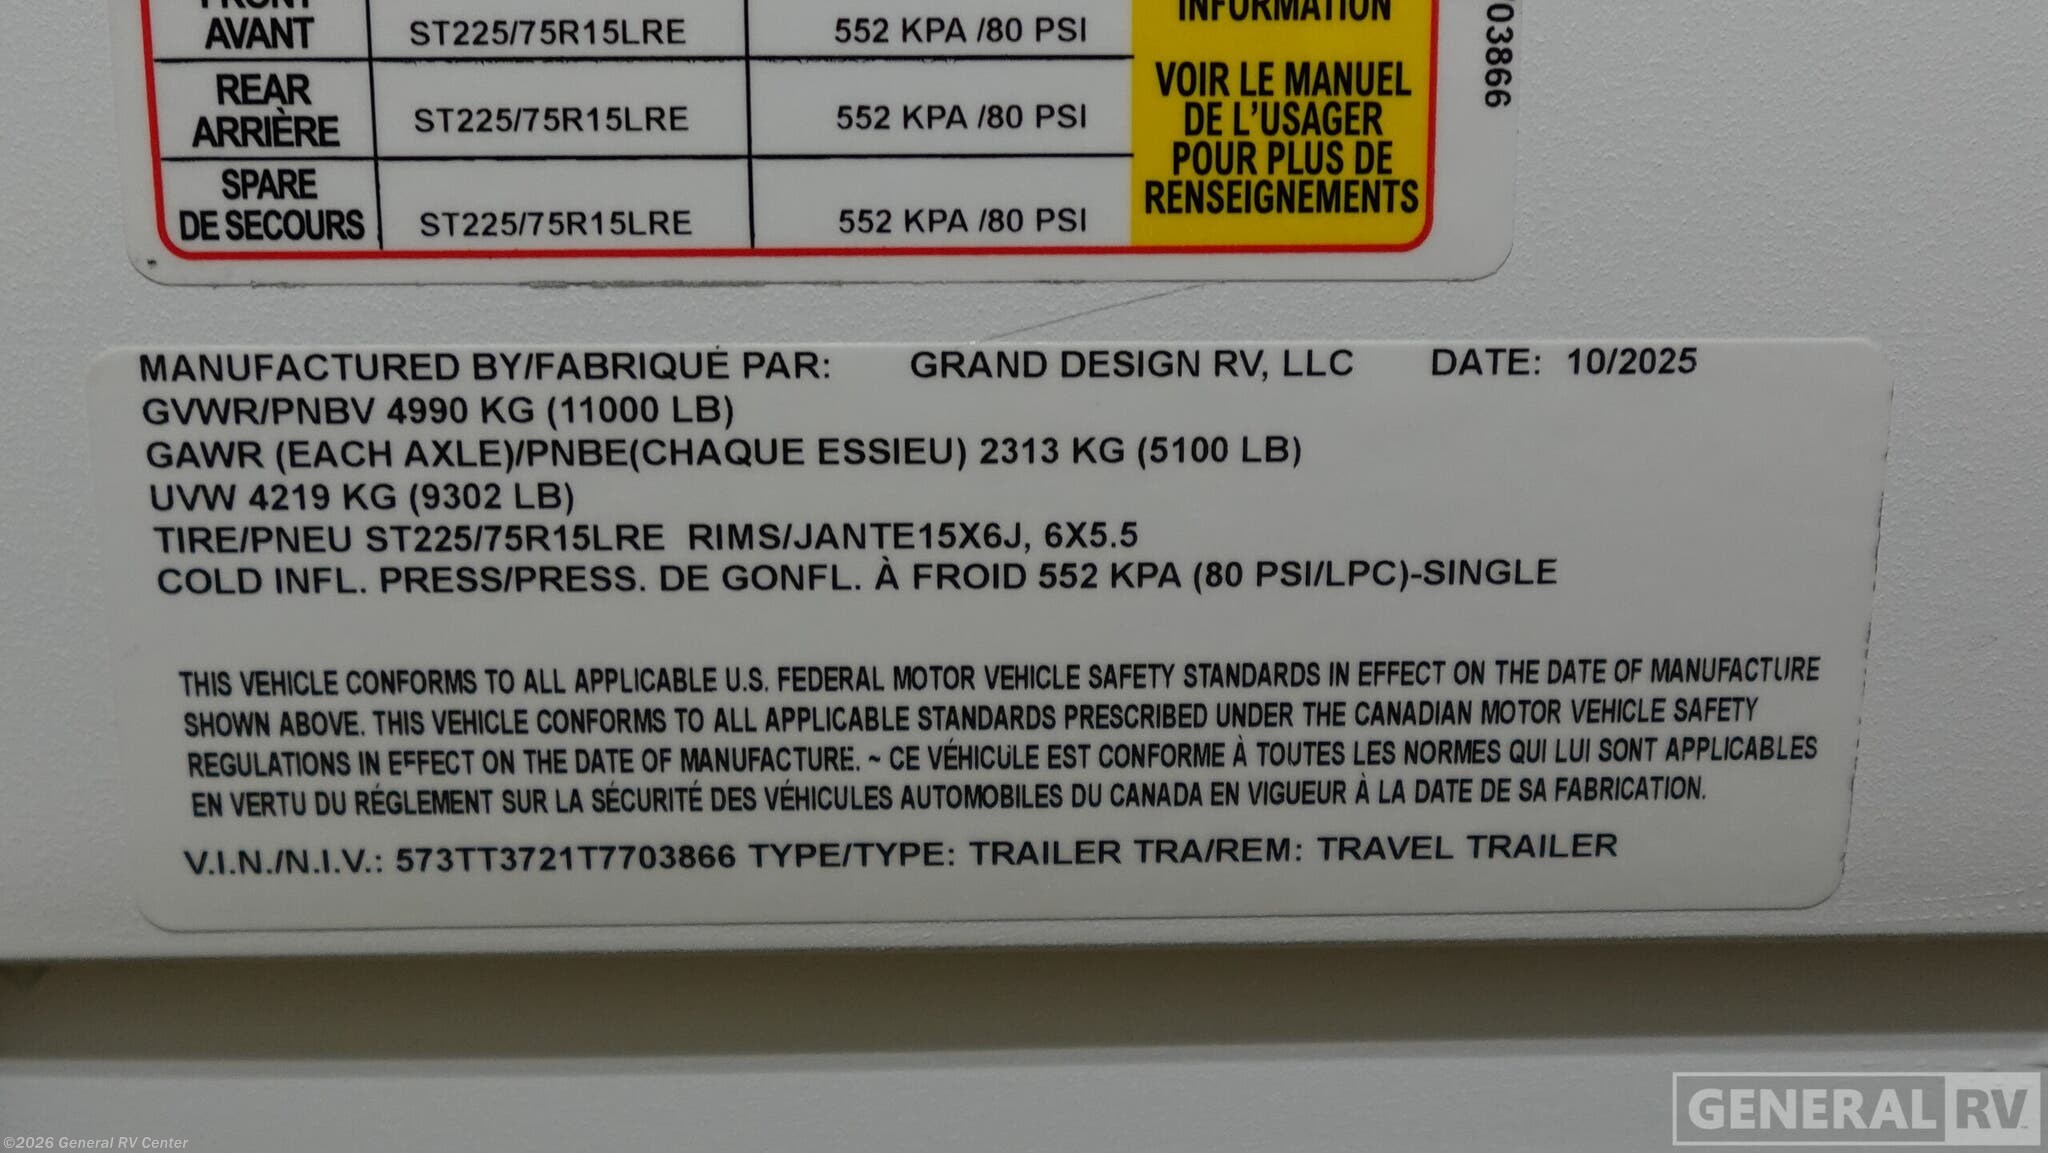 FRONT
AVANT
ST225/75R15LRE
552 KPA /80 PSI
INFORMATION
REAR
ARRIÈRE
ST225/75R15LRE
552 KPA /80 PSI
VOIR LE MANUEL
DE L'USAGER
POUR PLUS DE
RENSEIGNEMENTS
SPARE
DE SECOURS
ST225/75R15LRE
552 KPA /80 PSI
703866
MANUFACTURED BY/FABRIQUE PAR: GRAND DESIGN RV, LLC DATE: 10/2025
GVWR/PNBV 4990 KG (11000 LB)
GAWR (EACH AXLE)/PNBE(CHAQUE ESSIEU) 2313 KG (5100 LB)
UVW 4219 KG (9302 LB)
TIRE/PNEU ST225/75R15LRE RIMS/JANTE15X6J, 6X5.5
COLD INFL. PRESS/PRESS. DE GONFL. À FROID 552 KPA (80 PSI/LPC)-SINGLE
THIS VEHICLE CONFORMS TO ALL APPLICABLE U.S. FEDERAL MOTOR VEHICLE SAFETY STANDARDS IN EFFECT ON THE DATE OF MANUFACTURE
SHOWN ABOVE. THIS VEHICLE CONFORMS TO ALL APPLICABLE STANDARDS PRESCRIBED UNDER THE CANADIAN MOTOR VEHICLE SAFETY
REGULATIONS IN EFFECT ON THE DATE OF MANUFACTURE. ~ CE VÉHICULE EST CONFORME À TOUTES LES NORMES QUI LUI SONT APPLICABLES
EN VERTU DU RÉGLEMENT SUR LA SÉCURITÉ DES VÉHICULES AUTOMOBILES DU CANADA EN VIGUEUR À LA DATE DE SA FABRICATION.
V.I.N./N.I.V.: 573TT3721T7703866 TYPE/TYPE: TRAILER TRA/REM: TRAVEL TRAILER
GENERAL RV
©2026 General RV Center